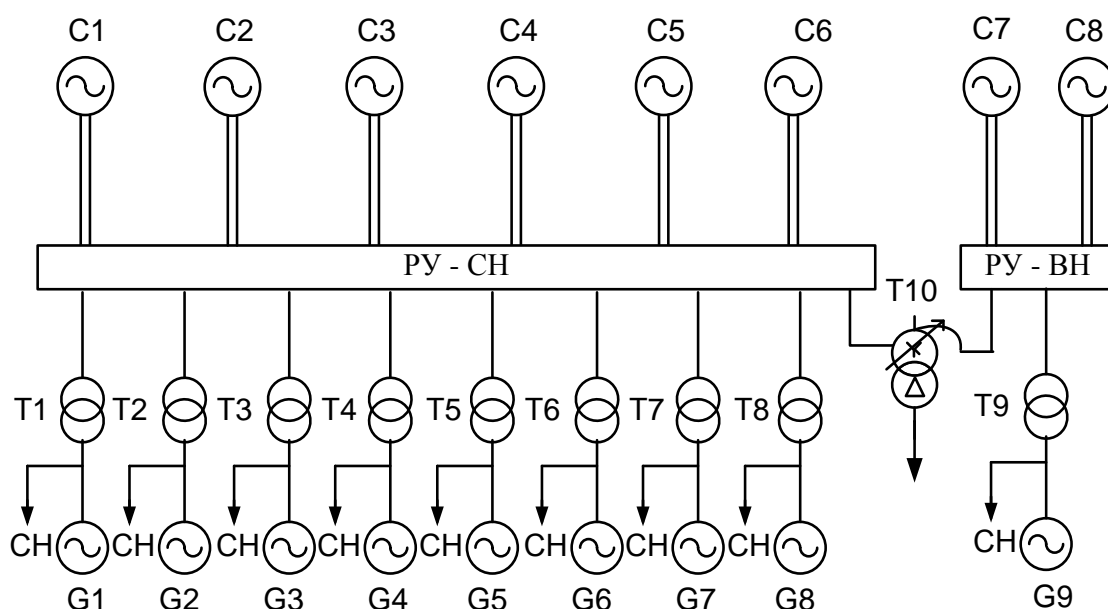 C1 C2 C3 C4 C5 C6 C7 C8
РУ - СН РУ - ВН
T10
T1 T2 T3 T4 T5 T6 T7 T8 T9
СН СН СН СН СН СН СН СН СН
G1 G2 G3 G4 G5 G6 G7 G8 G9